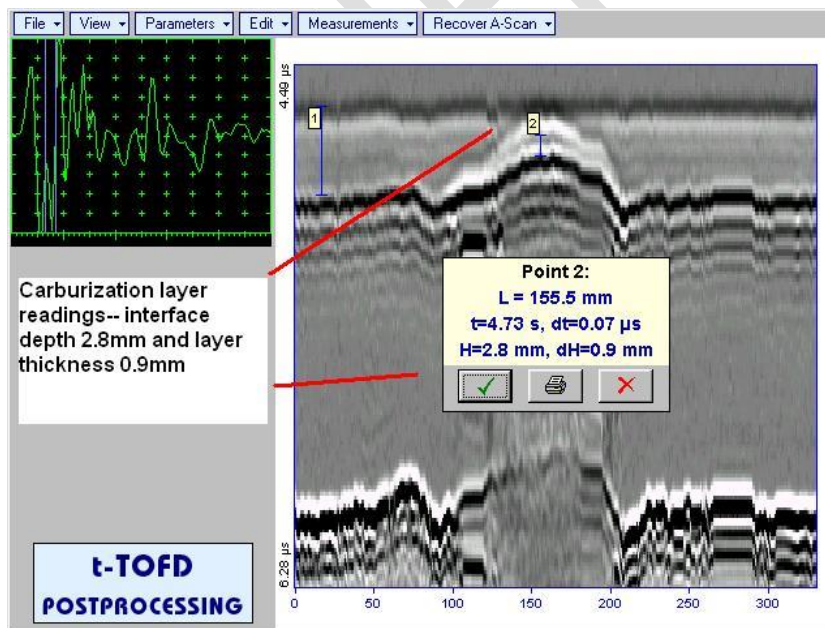 File View Parameters Edit Measurements Recover A-Scan
4.49 µs
1
2
Point 2:
L = 155.5 mm
t=4.73 s, dt=0.07 µs
H=2.8 mm, dH=0.9 mm
Carburization layer
readings-- interface
depth 2.8mm and layer
thickness 0.9mm
t-TOFD
POSTPROCESSING
6.28 µs
0 50 100 150 200 250 300